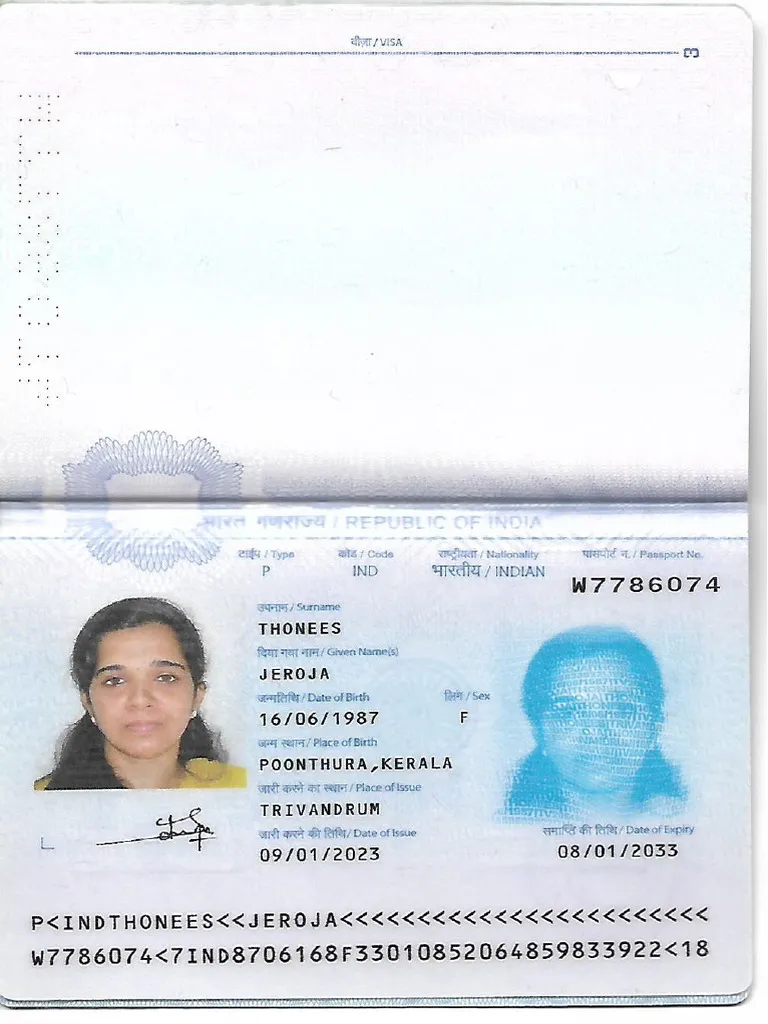 वीज़ा / VISA
3
भारत गणराज्य / REPUBLIC OF INDIA
टाईप / Type
कोड / Code
राष्ट्रीयता / Nationality
पासपोर्ट न. / Passport No.
P
IND
भारतीय / INDIAN
W7786074
उपनाम / Surname
THONEES
दिया गया नाम / Given Name(s)
JEROJA
जन्मतिथि / Date of Birth
लिंग / Sex
16/06/1987
F
जन्म स्थान / Place of Birth
POONTHURA,KERALA
जारी करने का स्थान / Place of Issue
TRIVANDRUM
जारी करने की तिथि / Date of Issue
समाप्ति की तिथि / Date of Expiry
09/01/2023
08/01/2033
P<INDTHONEES<<JEROJA<<<<<<<<<<<<<<<<<<<<<<<<
W7786074<7IND8706168F3301085206485983​3922<18